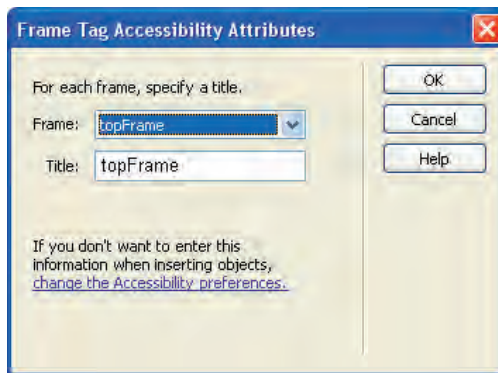 Frame Tag Accessibility Attributes
For each frame, specify a title.
Frame: topFrame
Title: topFrame
If you don't want to enter this
information when inserting objects,
change the Accessibility preferences.
OK
Cancel
Help